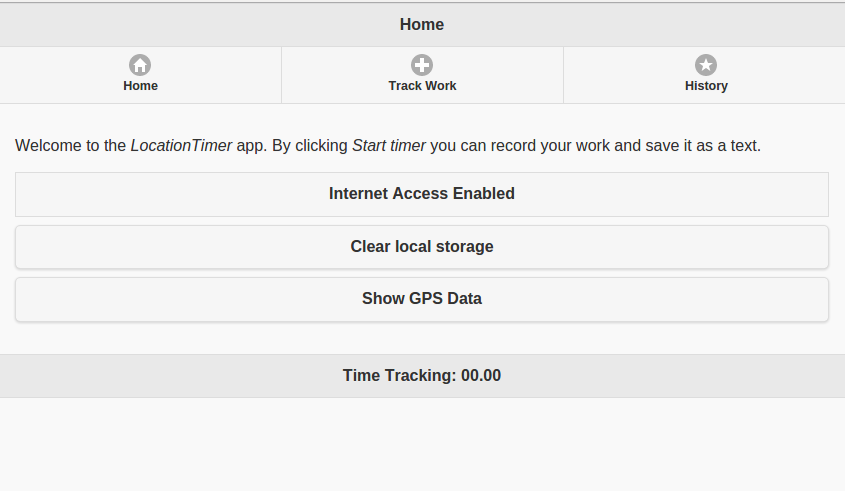 Home
Home
Track Work
History
Welcome to the LocationTimer app. By clicking Start timer you can record your work and save it as a text.
Internet Access Enabled
Clear local storage
Show GPS Data
Time Tracking: 00.00